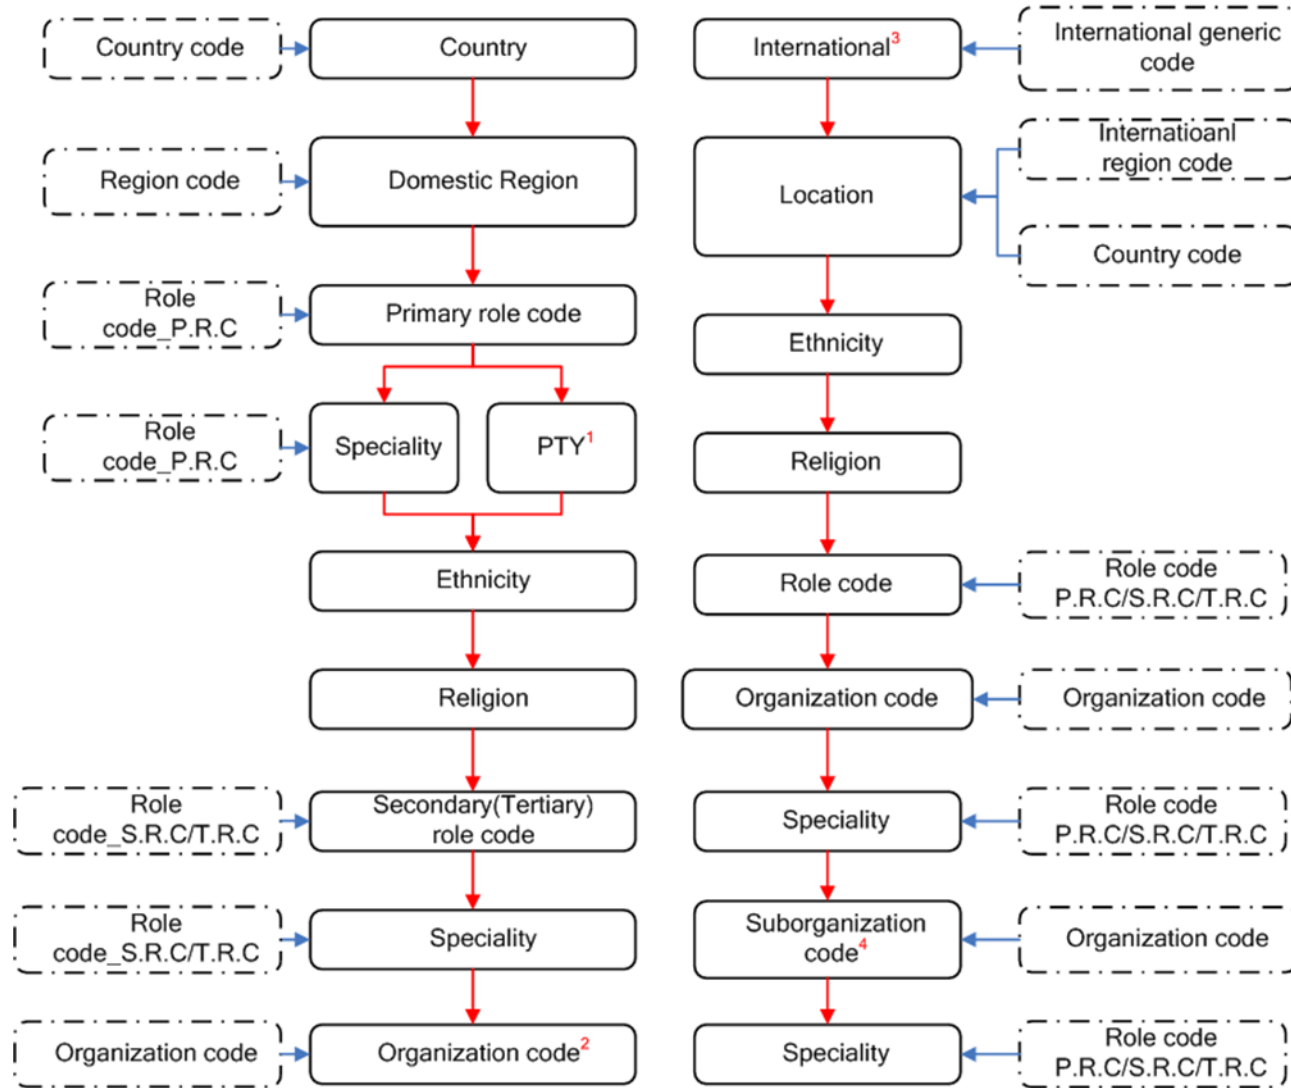 Country code
Country
International³
International generic
code
Region code
Domestic Region
Location
Internatioanl
region code
Country code
Role
code_P.R.C
Primary role code
Ethnicity
Role
code_P.R.C
Speciality
PTY¹
Religion
Ethnicity
Role code
Role code
P.R.C/S.R.C/T.R.C
Religion
Organization code
Organization code
Role
code_S.R.C/T.R.C
Secondary(Tertiary)
role code
Speciality
Role code
P.R.C/S.R.C/T.R.C
Role
code_S.R.C/T.R.C
Speciality
Suborganization
code⁴
Organization code
Organization code
Organization code²
Speciality
Role code
P.R.C/S.R.C/T.R.C